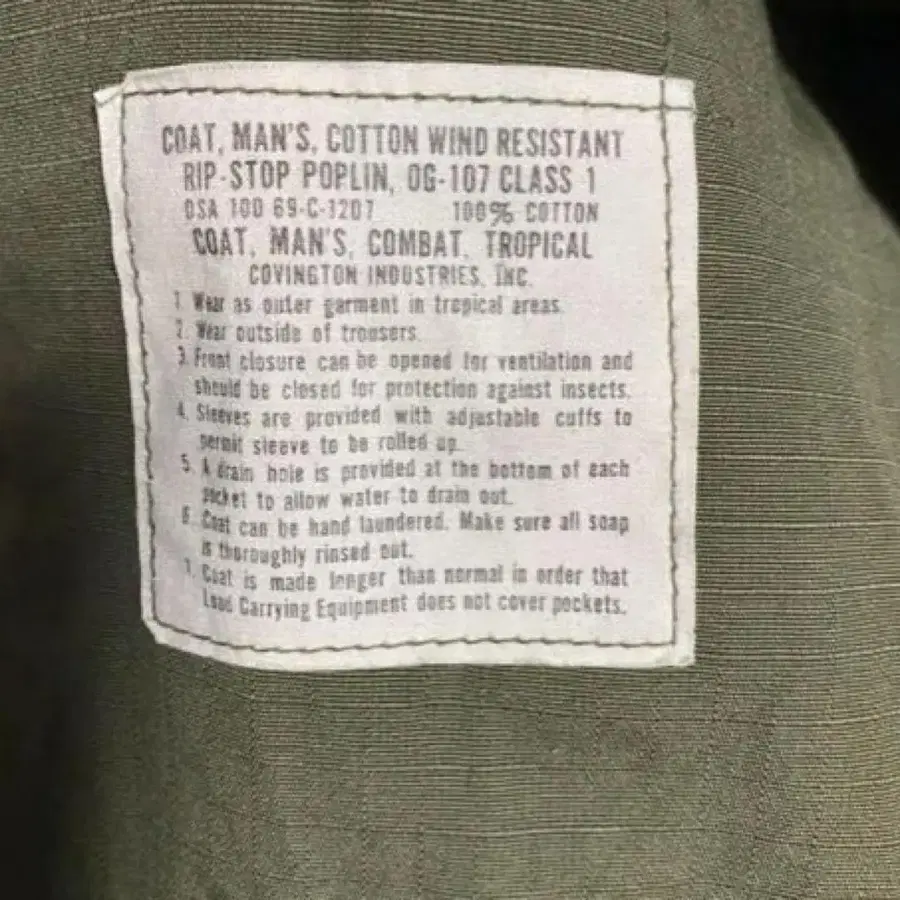 COAT, MAN'S, COTTON WIND RESISTANT
RIP-STOP POPLIN, OG-107 CLASS 1
DSA 100 69-C-1207 100% COTTON
COAT, MAN'S, COMBAT, TROPICAL
COVINGTON INDUSTRIES, INC.
1. Wear as outer garment in tropical areas.
2. Wear outside of trousers.
3. Front closure can be opened for ventilation and
should be closed for protection against insects.
4. Sleeves are provided with adjustable cuffs to
permit sleeve to be rolled up.
5. A drain hole is provided at the bottom of each
pocket to allow water to drain out.
6. Coat can be hand laundered. Make sure all soap
is thoroughly rinsed out.
7. Coat is made longer than normal in order that
Load Carrying Equipment does not cover pockets.